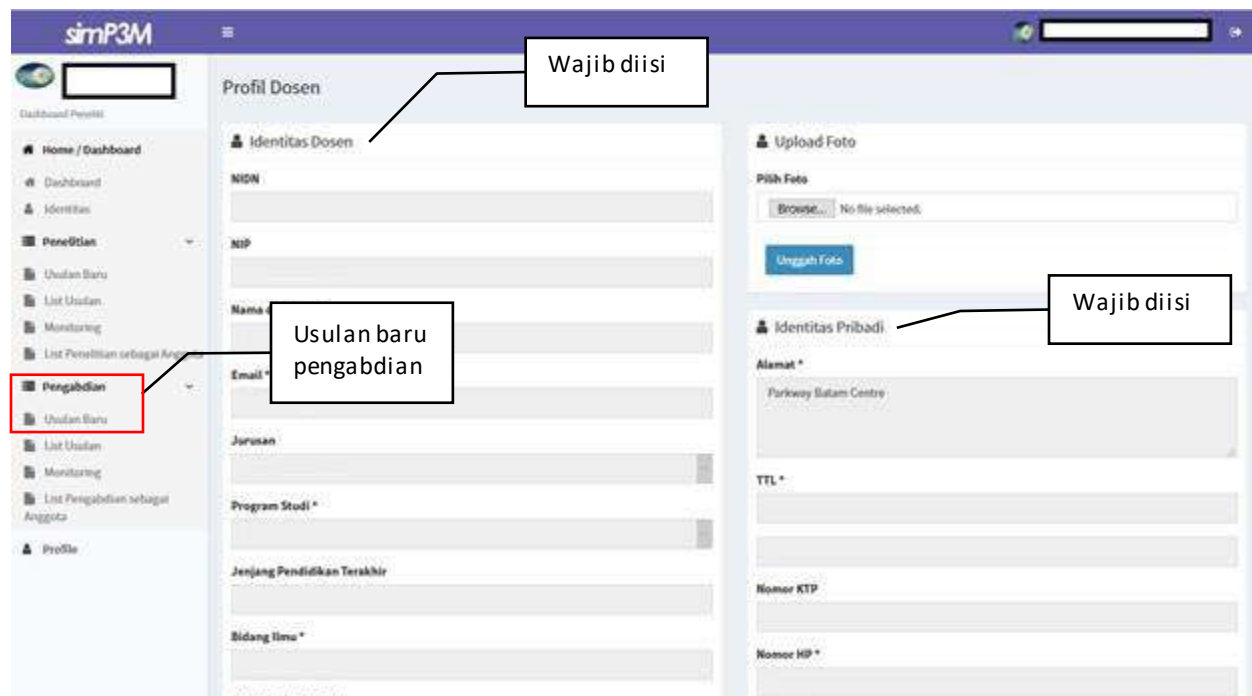 simP3M
Wajib diisi
Profil Dosen
Dashboard Peneliti
Home / Dashboard
Dashboard
Identitas
Penelitian
Usulan Baru
List Usulan
Monitoring
List Penelitian sebagai Anggota
Pengabdian
Usulan Baru
List Usulan
Monitoring
List Pengabdian sebagai
Anggota
Profile
Identitas Dosen
NIDN
NIP
Nama
Usulan baru
pengabdian
Email *
Jurusan
Program Studi *
Jenjang Pendidikan Terakhir
Bidang Ilmu *
Upload Foto
Pilih Foto
Browse... No file selected.
Unggah Foto
Wajib diisi
Identitas Pribadi
Alamat *
Parkway Batam Centre
TTL *
Nomor KTP
Nomor HP *